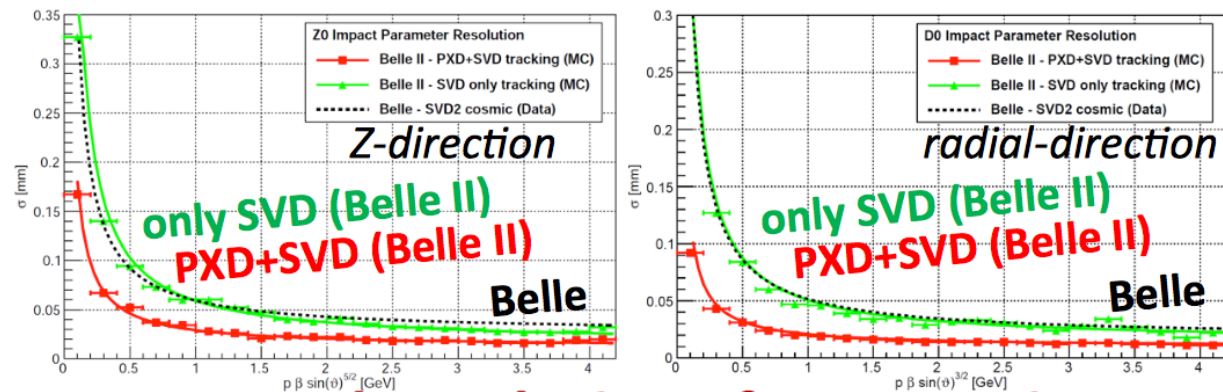 0.35
0.3
0.25
0.2
0.15
0.1
0.05
0
σ [mm]
Z0 Impact Parameter Resolution
Belle II - PXD+SVD tracking (MC)
Belle II - SVD only tracking (MC)
Belle - SVD2 cosmic (Data)
Z-direction
only SVD (Belle II)
PXD+SVD (Belle II)
Belle
0 0.5 1 1.5 2 2.5 3 3.5 4
p β sin(ϑ)^5/2 [GeV]
0.3
0.25
0.2
0.15
0.1
0.05
0
σ [mm]
D0 Impact Parameter Resolution
Belle II - PXD+SVD tracking (MC)
Belle II - SVD only tracking (MC)
Belle - SVD2 cosmic (Data)
radial-direction
only SVD (Belle II)
PXD+SVD (Belle II)
Belle
0 0.5 1 1.5 2 2.5 3 3.5 4
p β sin(ϑ)^3/2 [GeV]